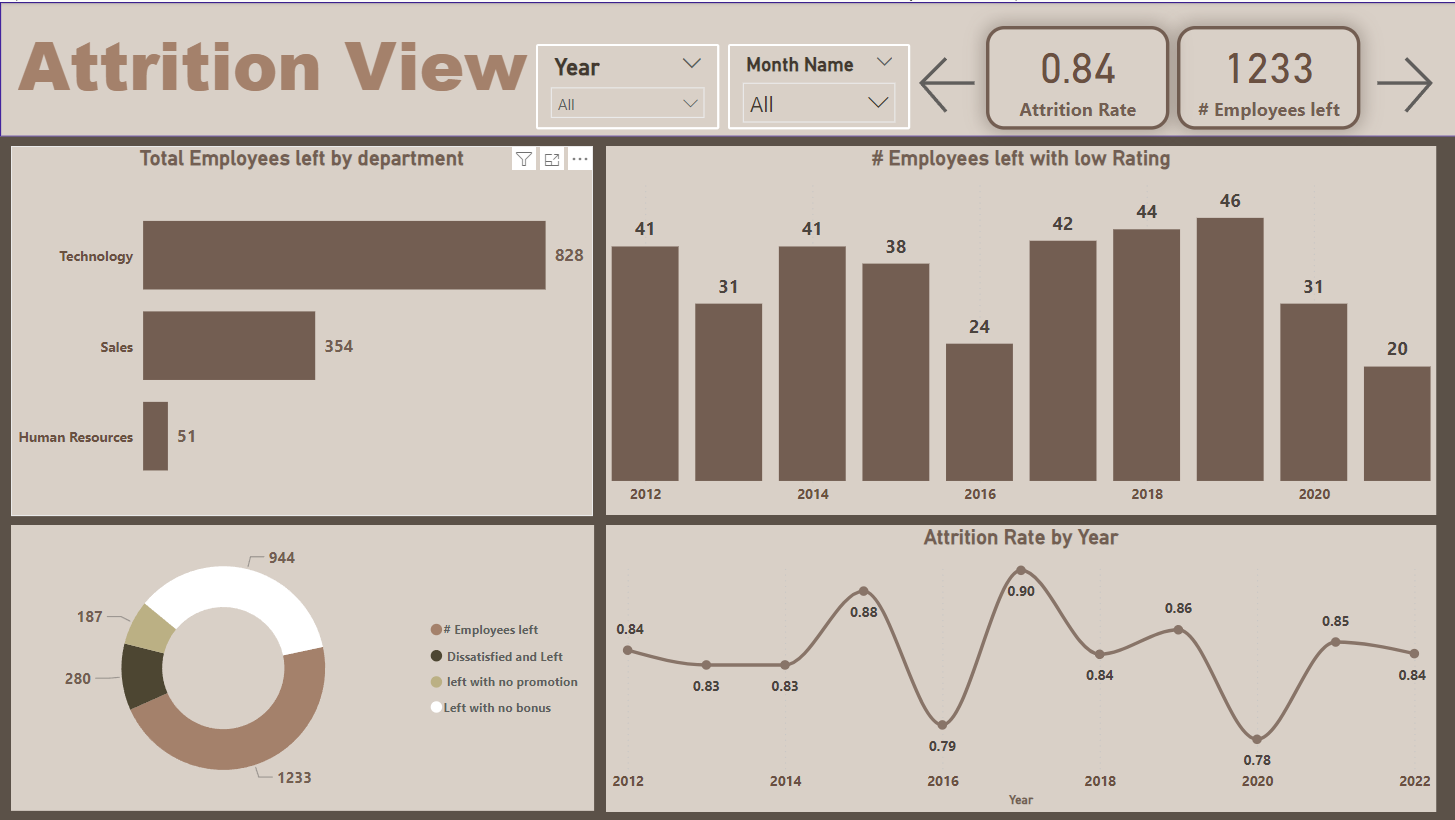 Attrition View
Year
All
Month Name
All
0.84
Attrition Rate
1233
# Employees left
Total Employees left by department
Technology
828
Sales
354
Human Resources
51
# Employees left with low Rating
41
31
41
38
24
42
44
46
31
20
2012
2014
2016
2018
2020
944
187
280
1233
# Employees left
Dissatisfied and Left
left with no promotion
Left with no bonus
Attrition Rate by Year
0.84
0.83
0.83
0.88
0.79
0.90
0.84
0.86
0.78
0.85
0.84
2012
2014
2016
2018
2020
2022
Year